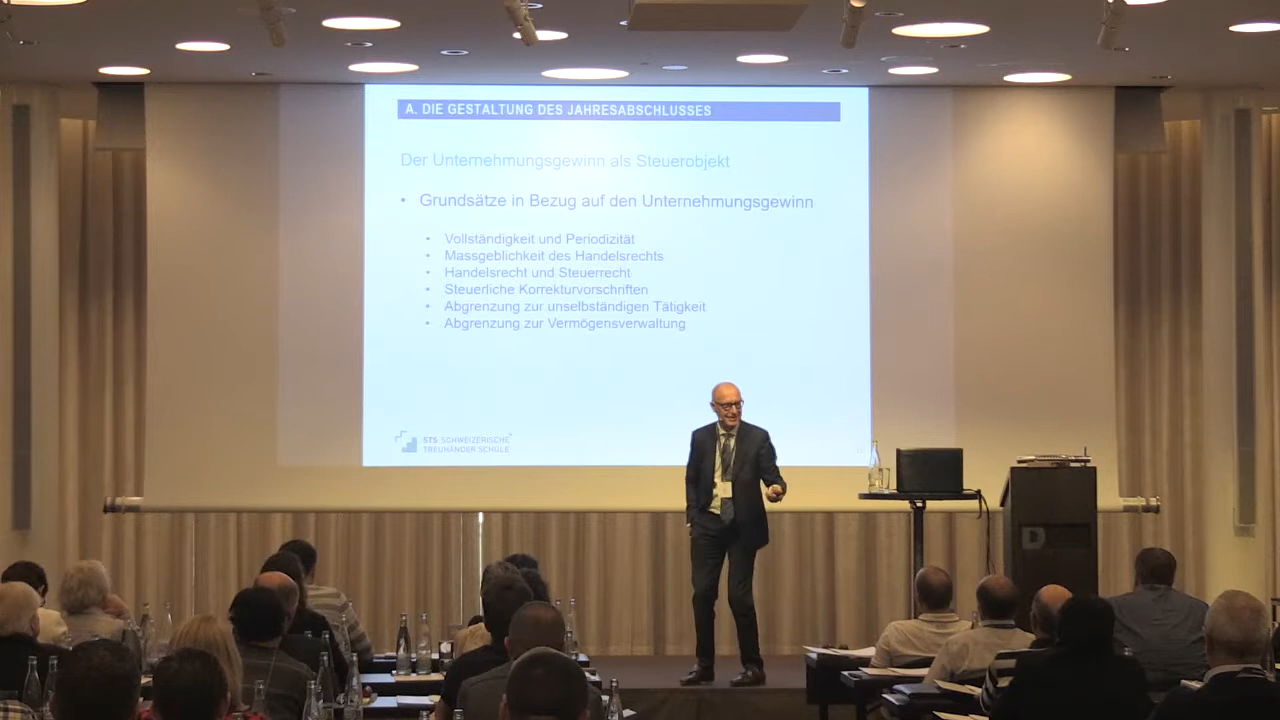 A. DIE GESTALTUNG DES JAHRESABSCHLUSSES
Der Unternehmungsgewinn als Steuerobjekt
• Grundsätze in Bezug auf den Unternehmungsgewinn
• Vollständigkeit und Periodizität
• Massgeblichkeit des Handelsrechts
• Handelsrecht und Steuerrecht
• Steuerliche Korrekturvorschriften
• Abgrenzung zur unselbständigen Tätigkeit
• Abgrenzung zur Vermögensverwaltung
STS SCHWEIZERISCHE
TREUHÄNDER SCHULE
D